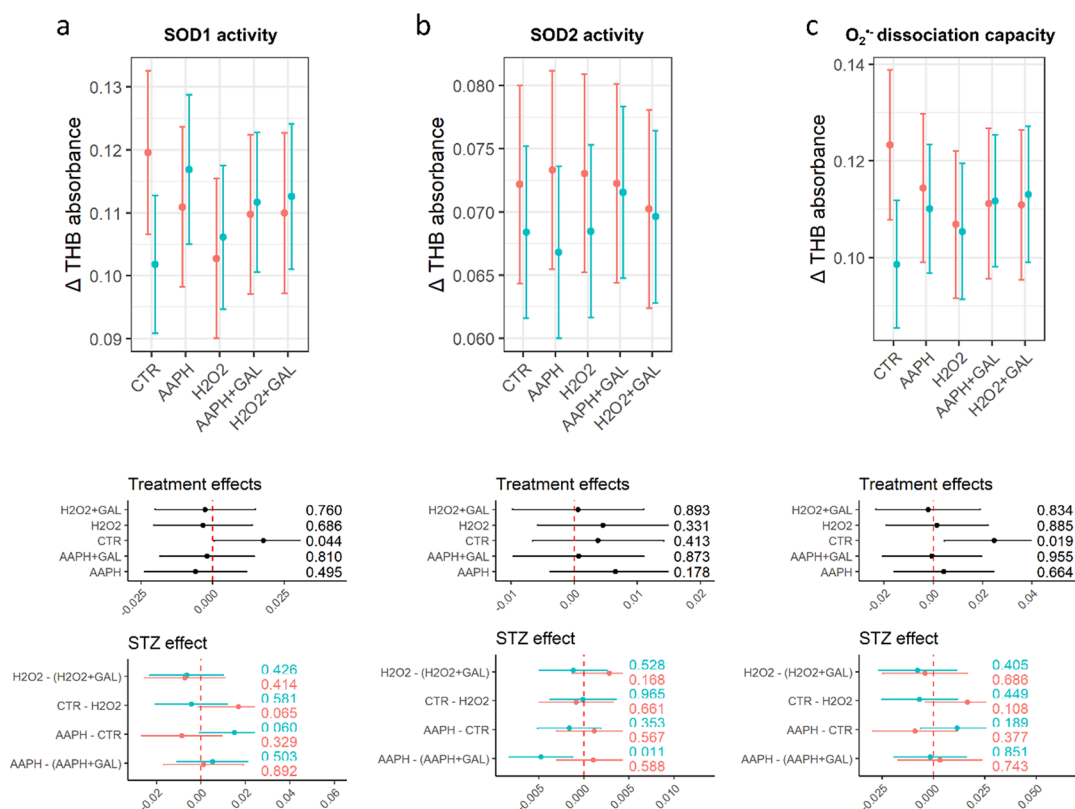 a
SOD1 activity
Δ THB absorbance
0.13
0.12
0.11
0.10
0.09
CTR
AAPH
H2O2
AAPH+GAL
H2O2+GAL
b
SOD2 activity
Δ THB absorbance
0.080
0.075
0.070
0.065
0.060
CTR
AAPH
H2O2
AAPH+GAL
H2O2+GAL
c
O₂•- dissociation capacity
Δ THB absorbance
0.14
0.12
0.10
CTR
AAPH
H2O2
AAPH+GAL
H2O2+GAL
Treatment effects
H2O2+GAL 0.760
H2O2 0.686
CTR 0.044
AAPH+GAL 0.810
AAPH 0.495
-0.025 0.000 0.025
Treatment effects
H2O2+GAL 0.893
H2O2 0.331
CTR 0.413
AAPH+GAL 0.873
AAPH 0.178
-0.01 0.00 0.01 0.02
Treatment effects
H2O2+GAL 0.834
H2O2 0.885
CTR 0.019
AAPH+GAL 0.955
AAPH 0.664
-0.02 0.00 0.02 0.04
STZ effect
H2O2 - (H2O2+GAL) 0.426
0.414
CTR - H2O2 0.581
0.065
AAPH - CTR 0.060
0.329
AAPH - (AAPH+GAL) 0.503
0.892
-0.02 0.00 0.02 0.04 0.06
STZ effect
H2O2 - (H2O2+GAL) 0.528
0.168
CTR - H2O2 0.965
0.661
AAPH - CTR 0.353
0.567
AAPH - (AAPH+GAL) 0.011
0.588
-0.005 0.000 0.005 0.010
STZ effect
H2O2 - (H2O2+GAL) 0.405
0.686
CTR - H2O2 0.449
0.108
AAPH - CTR 0.189
0.377
AAPH - (AAPH+GAL) 0.851
0.743
-0.025 0.000 0.025 0.050